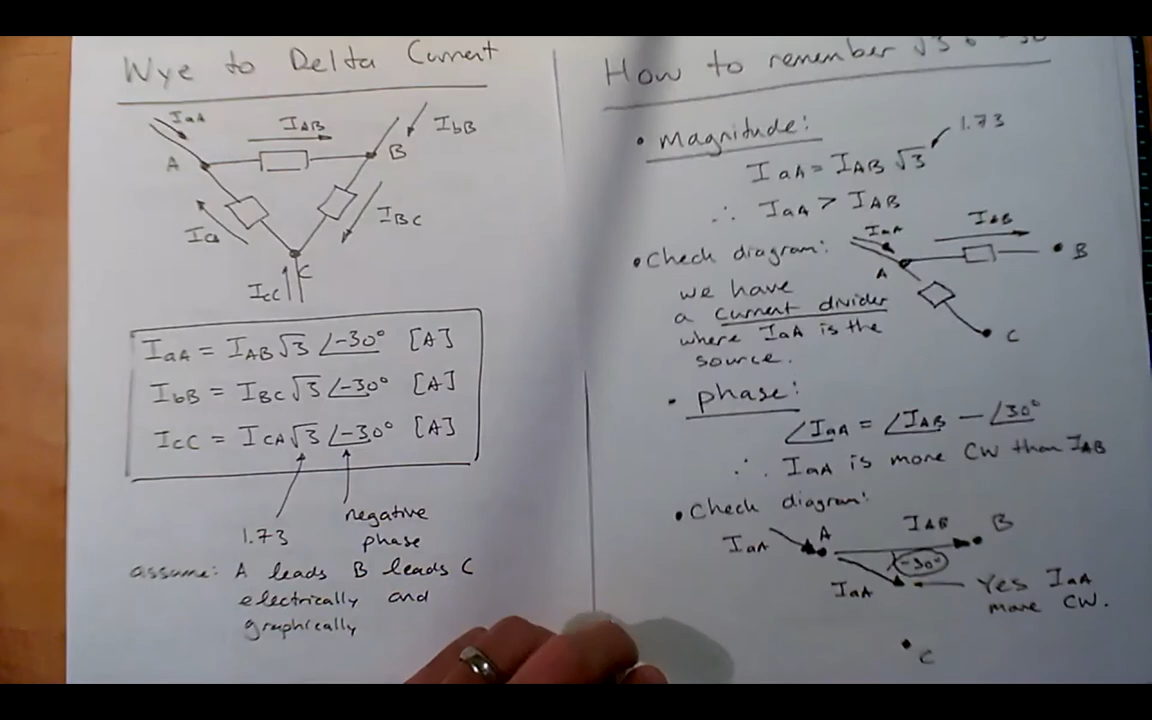 Wye to Delta Current
IaA
IAB
IbB
A
B
IBC
IcC
C
IaA = IAB √3 ∠-30° [A]
IbB = IBC √3 ∠-30° [A]
IcC = ICA √3 ∠-30° [A]
1.73
negative
phase
assume: A leads B leads C
electrically and
graphically
How to remember √3
• magnitude:
1.73
IaA = IAB √3
∴ IaA > IAB
• Check diagram:
IaA
IAB
A
B
C
we have
a current divider
where IaA is the
source.
• phase:
∠IaA = ∠IAB - ∠30°
∴ IaA is more CW than IAB
• Check diagram:
IaA
A
IAB
B
-30°
IaA
Yes IaA
more CW.
C